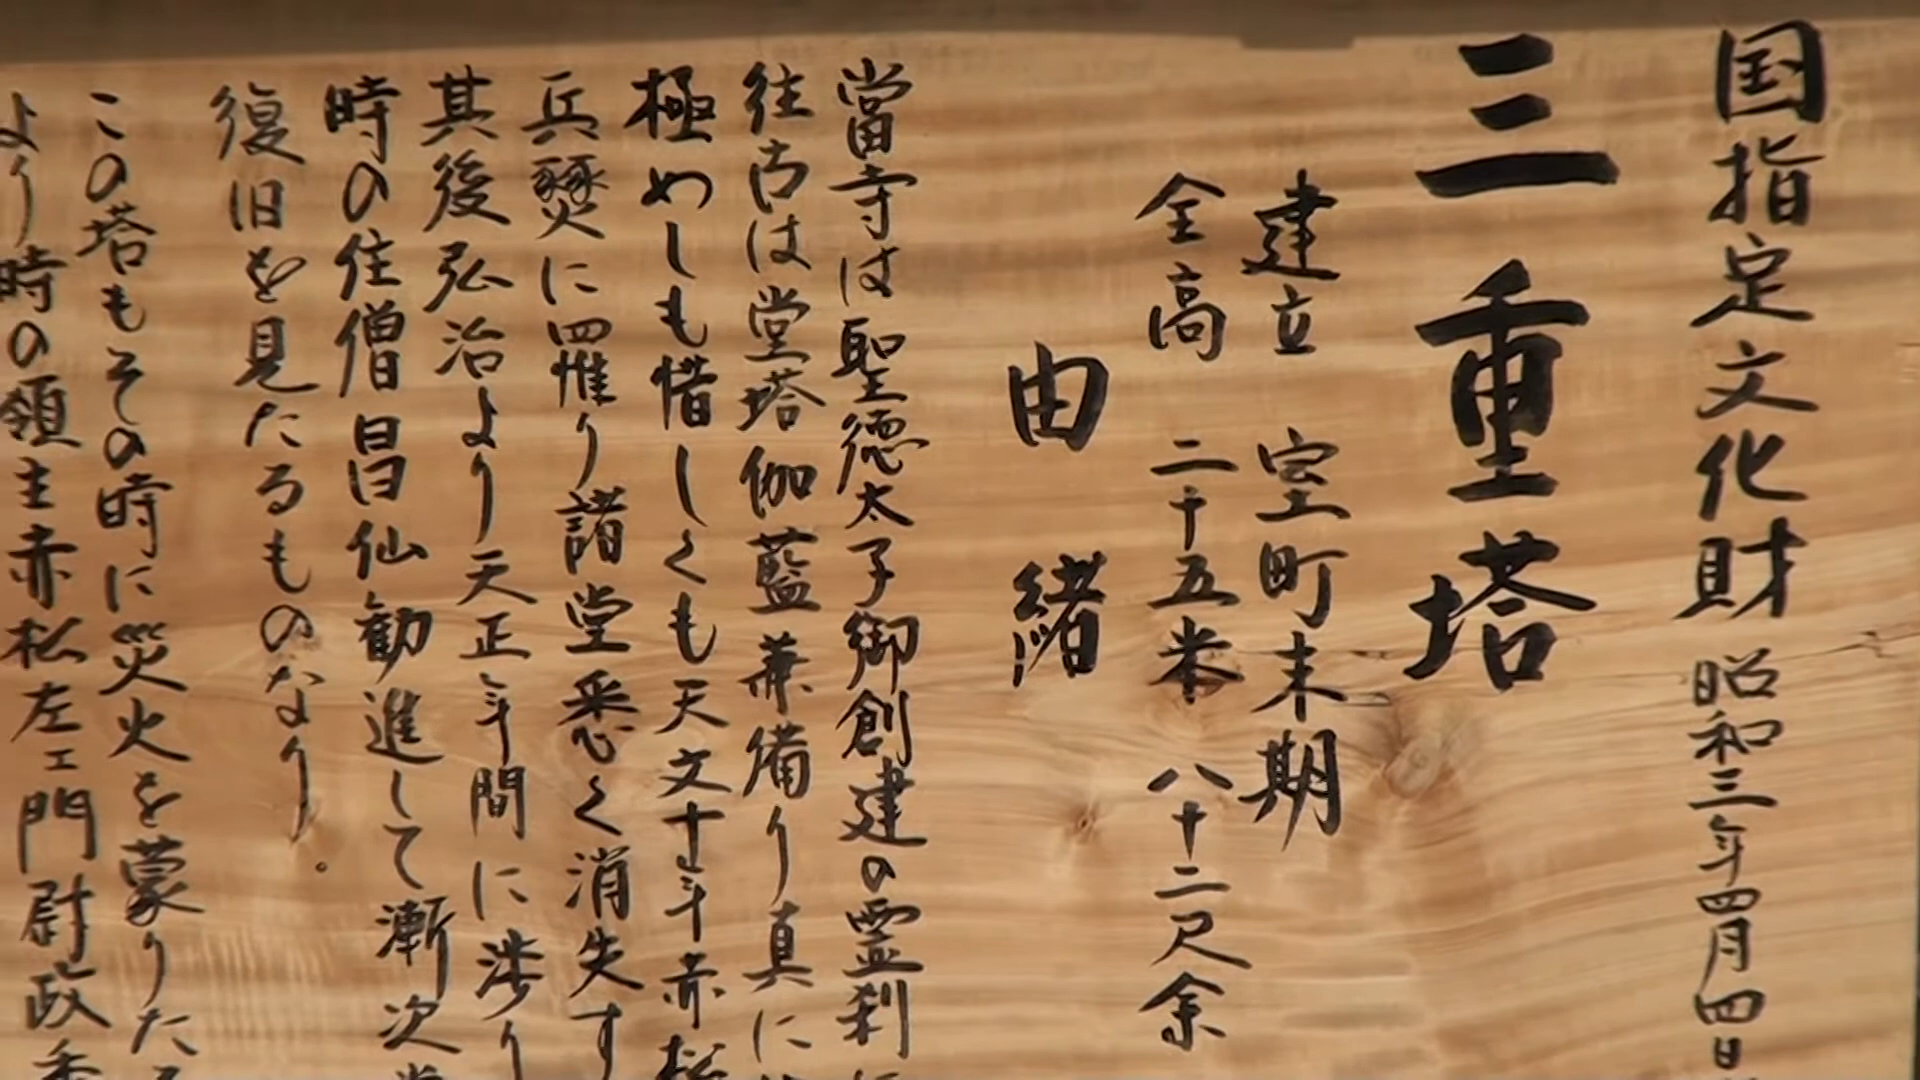 国指定文化財 昭和三年四月四日
三重塔
建立 室町末期
全高 二十五米 八十二尺余
由緒
當寺は聖徳太子御創建の霊刹
往古は堂塔伽藍兼備り真に
極めしも惜しくも天文十年赤松
兵燹に罹り諸堂悉く消失す
其後弘治より天正年間に渉り
時の住僧昌仙勧進して漸次堂
復旧を見たるものなり。
この塔もその時に災火を蒙りたる
より時の領主赤松左ェ門尉政秀